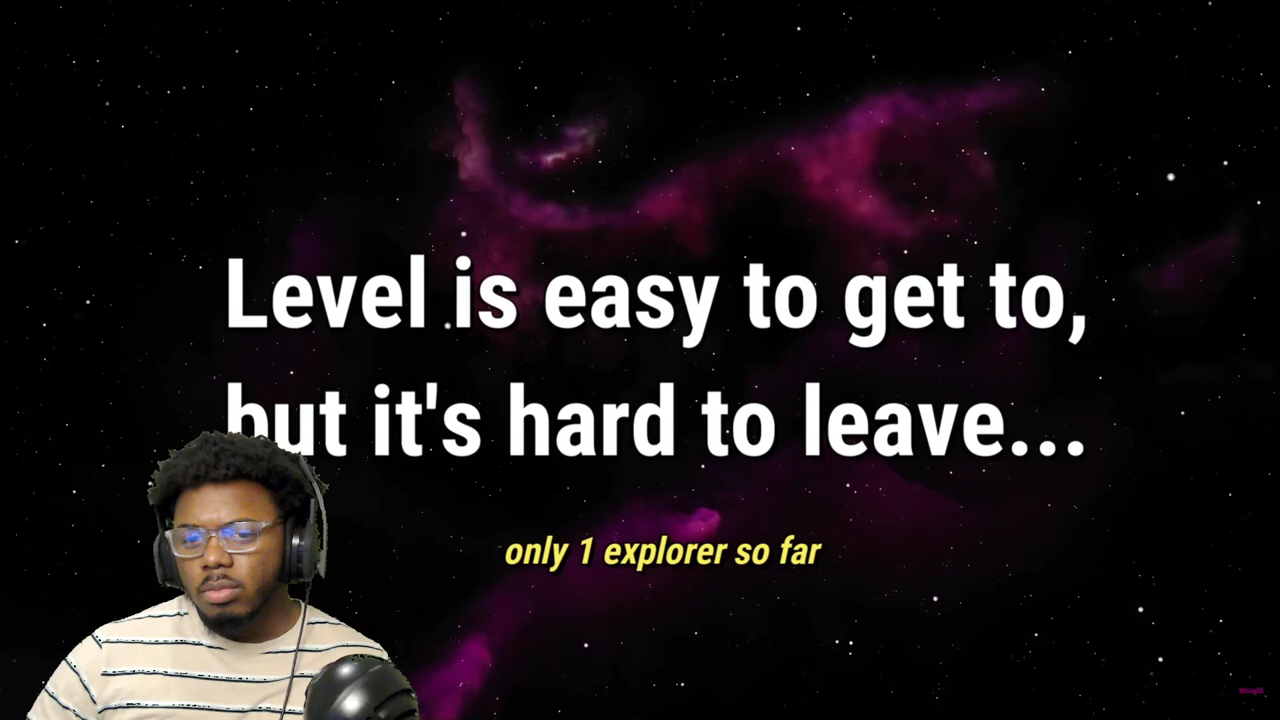 Level is easy to get to,
but it's hard to leave...
only 1 explorer so far